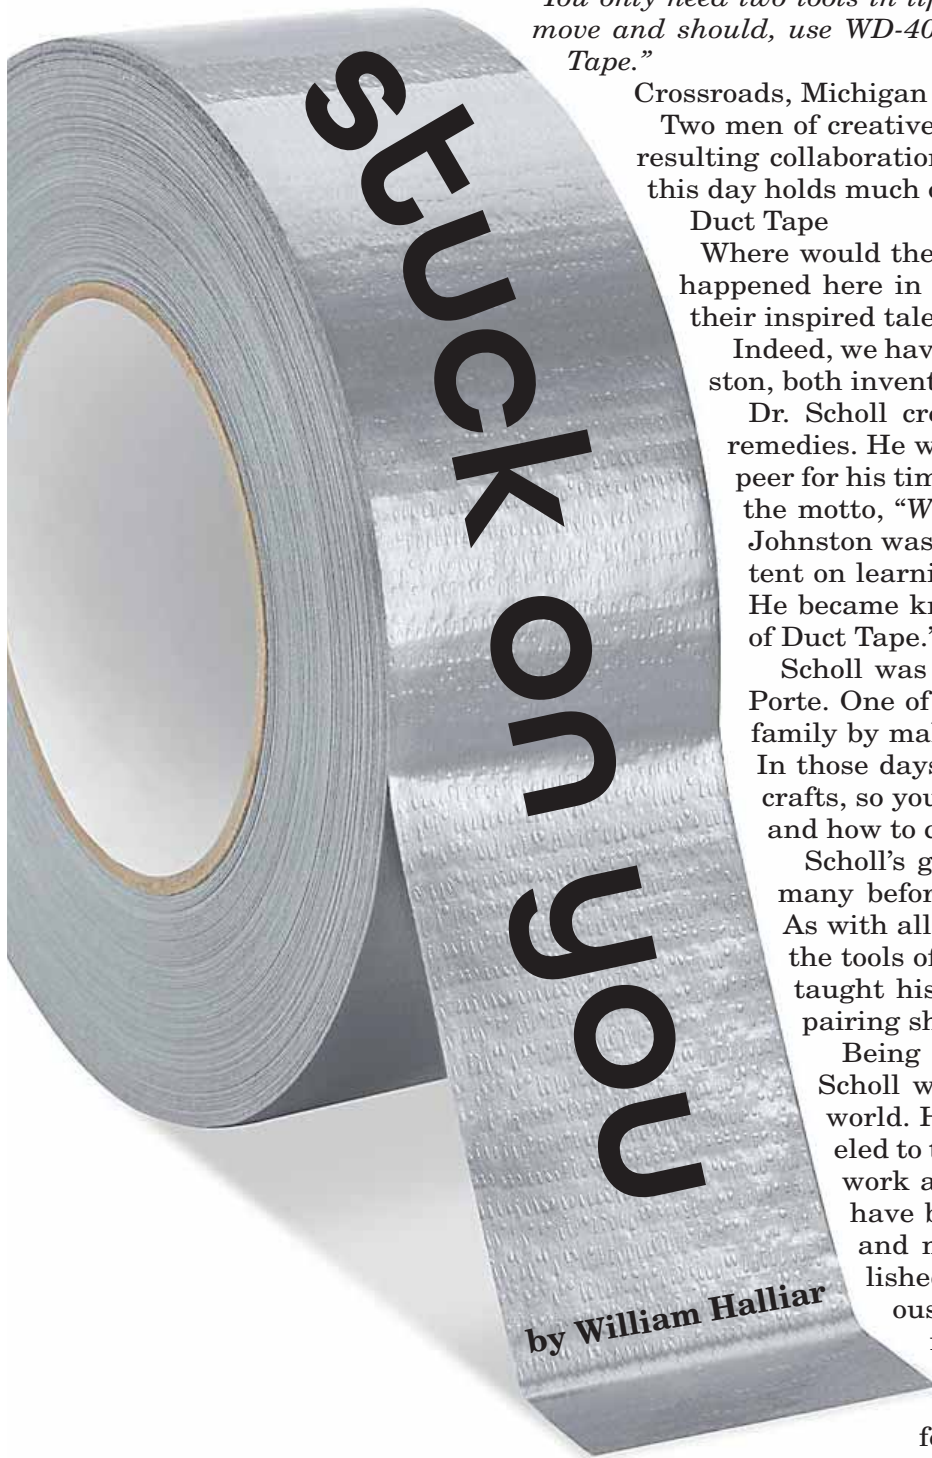 stuck on you
by William Halliar
You only need two tools in
move and should, use WD-40
Tape.”
Crossroads, Michigan
Two men of creative
resulting collaboration
this day holds much
Duct Tape
Where would the
happened here in
their inspired tale
Indeed, we hav
ston, both invent
Dr. Scholl cre
remedies. He w
peer for his tim
the motto, “W
Johnston was
tent on learni
He became kn
of Duct Tape.”
Scholl was
Porte. One of
family by mal
In those days
crafts, so you
and how to c
Scholl’s g
many befor
As with all
the tools of
taught his
pairing sh
Being
Scholl w
world. H
eled to t
work a
have b
and n
lishe
ous
fo